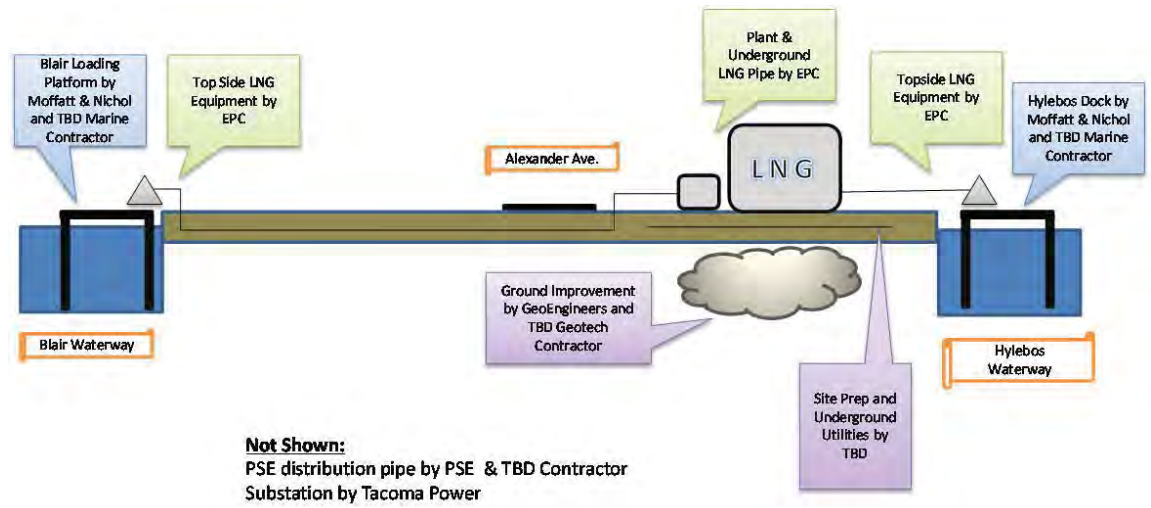 Blair Loading
Platform by
Moffatt & Nichol
and TBD Marine
Contractor
Top Side LNG
Equipment by
EPC
Plant &
Underground
LNG Pipe by EPC
Topside LNG
Equipment by
EPC
Hylebos Dock by
Moffatt & Nichol
and TBD Marine
Contractor
Alexander Ave.
LNG
Ground Improvement
by GeoEngineers and
TBD Geotech
Contractor
Blair Waterway
Hylebos
Waterway
Site Prep and
Underground
Utilities by
TBD
Not Shown:
PSE distribution pipe by PSE & TBD Contractor
Substation by Tacoma Power